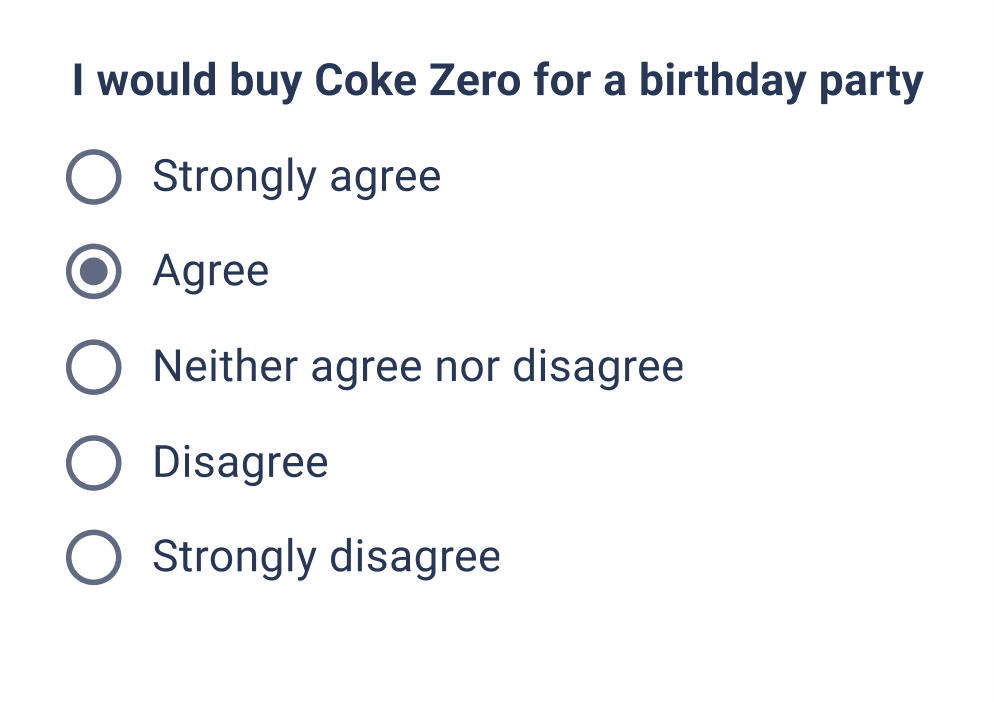 I would buy Coke Zero for a birthday party
Strongly agree
Agree
Neither agree nor disagree
Disagree
Strongly disagree